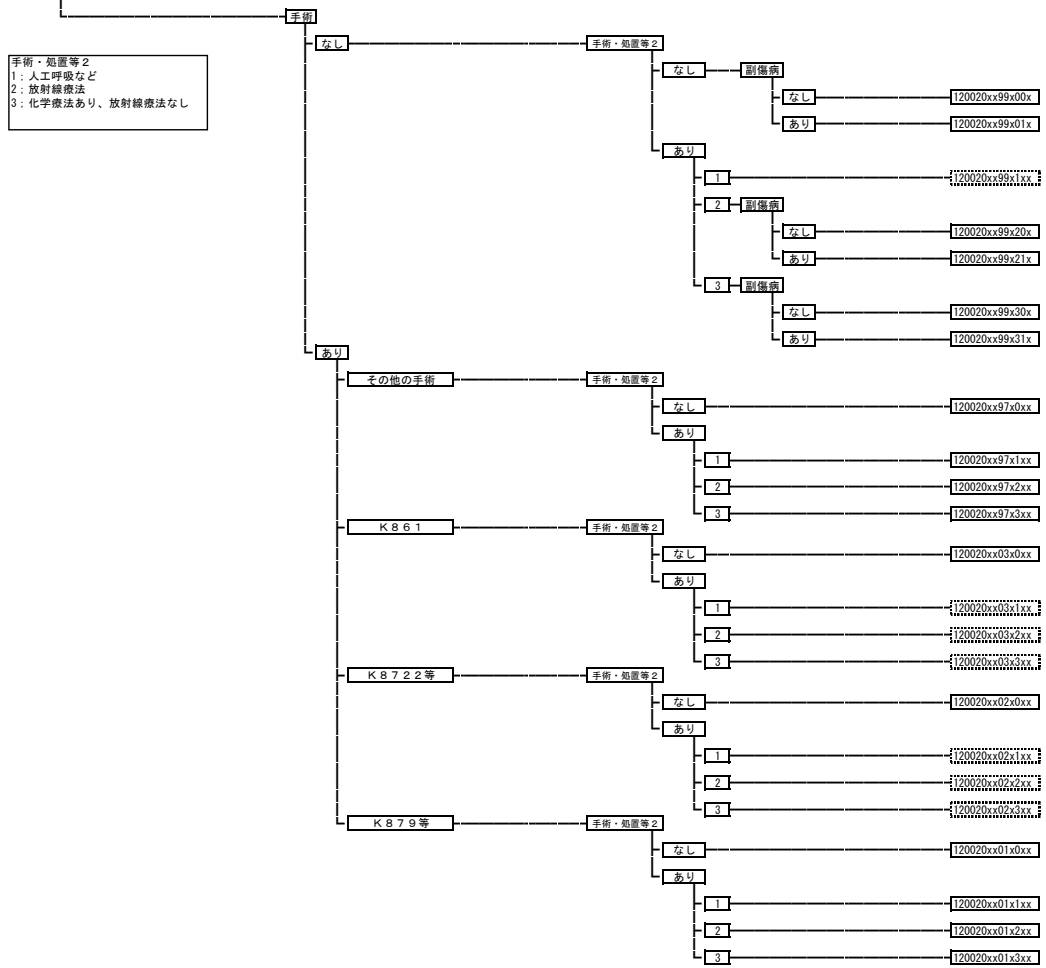 手術
なし
手術・処置等２
手術・処置等２
1：人工呼吸など
2：放射線療法
3：化学療法あり、放射線療法なし
なし
副傷病
なし
120020xx99x00x
あり
120020xx99x01x
あり
1
120020xx99x1xx
2
副傷病
なし
120020xx99x20x
あり
120020xx99x21x
3
副傷病
なし
120020xx99x30x
あり
120020xx99x31x
あり
その他の手術
手術・処置等２
なし
120020xx97x0xx
あり
1
120020xx97x1xx
2
120020xx97x2xx
3
120020xx97x3xx
Ｋ８６１
手術・処置等２
なし
120020xx03x0xx
あり
1
120020xx03x1xx
2
120020xx03x2xx
3
120020xx03x3xx
Ｋ８７２２等
手術・処置等２
なし
120020xx02x0xx
あり
1
120020xx02x1xx
2
120020xx02x2xx
3
120020xx02x3xx
Ｋ８７９等
手術・処置等２
なし
120020xx01x0xx
あり
1
120020xx01x1xx
2
120020xx01x2xx
3
120020xx01x3xx